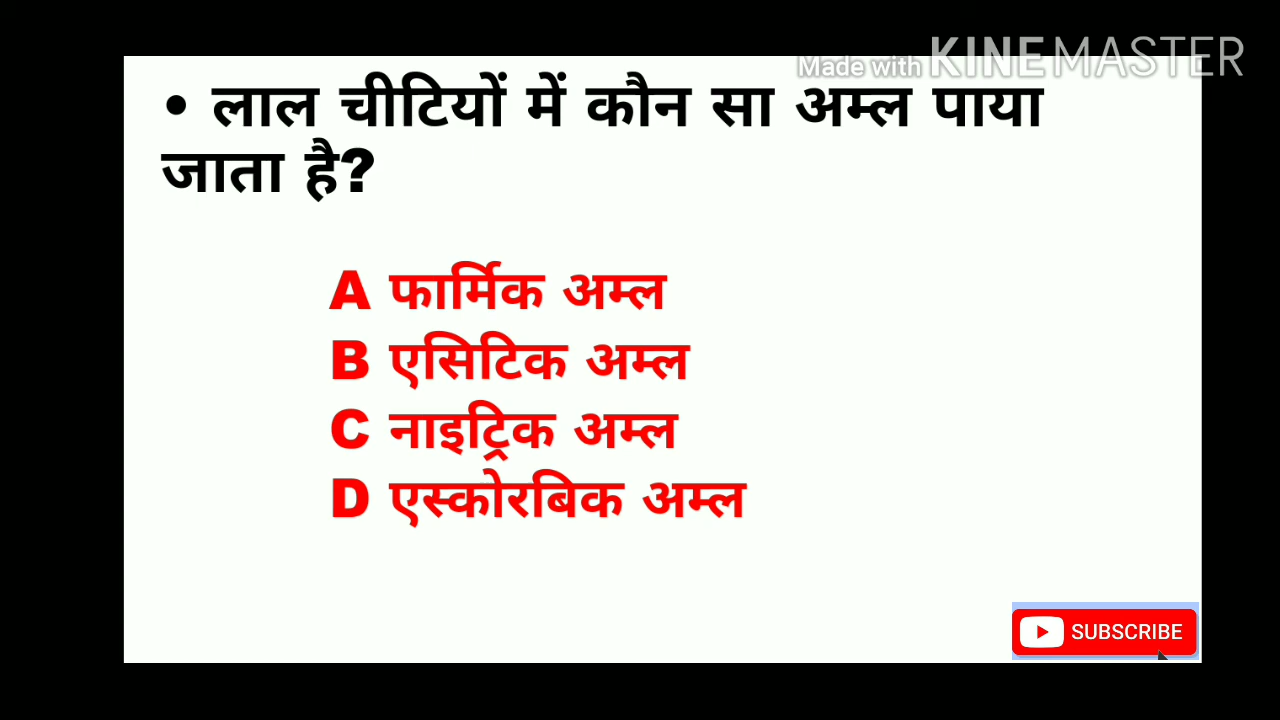 Made with KINEMASTER
• लाल चीटियों में कौन सा अम्ल पाया
जाता है?
A फार्मिक अम्ल
B एसिटिक अम्ल
C नाइट्रिक अम्ल
D एस्कोरबिक अम्ल
SUBSCRIBE